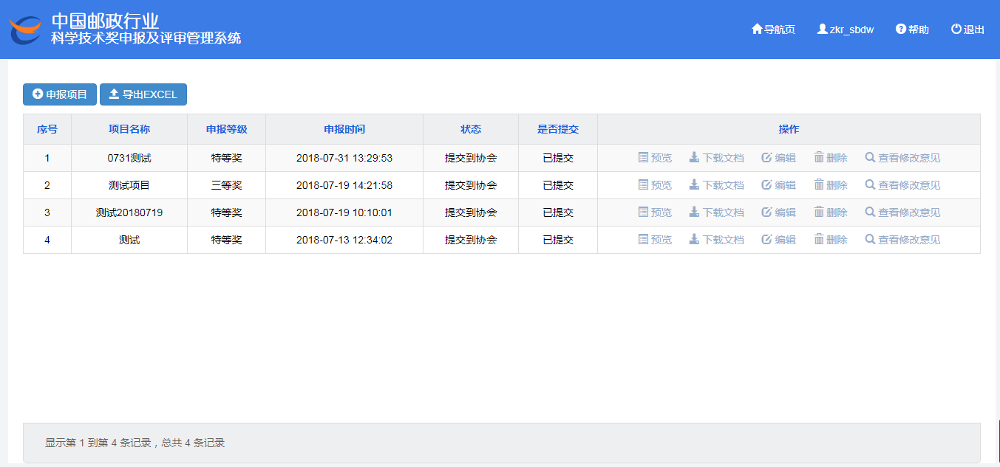 中国邮政行业
科学技术奖申报及评审管理系统
导航页 zkr_sbdw 帮助 退出
申报项目 导出EXCEL
序号 项目名称 申报等级 申报时间 状态 是否提交 操作
1 0731测试 特等奖 2018-07-31 13:29:53 提交到协会 已提交 预览 下载文档 编辑 删除 查看修改意见
2 测试项目 三等奖 2018-07-19 14:21:58 提交到协会 已提交 预览 下载文档 编辑 删除 查看修改意见
3 测试20180719 特等奖 2018-07-19 10:10:01 提交到协会 已提交 预览 下载文档 编辑 删除 查看修改意见
4 测试 特等奖 2018-07-13 12:34:02 提交到协会 已提交 预览 下载文档 编辑 删除 查看修改意见
显示第 1 到第 4 条记录，总共 4 条记录